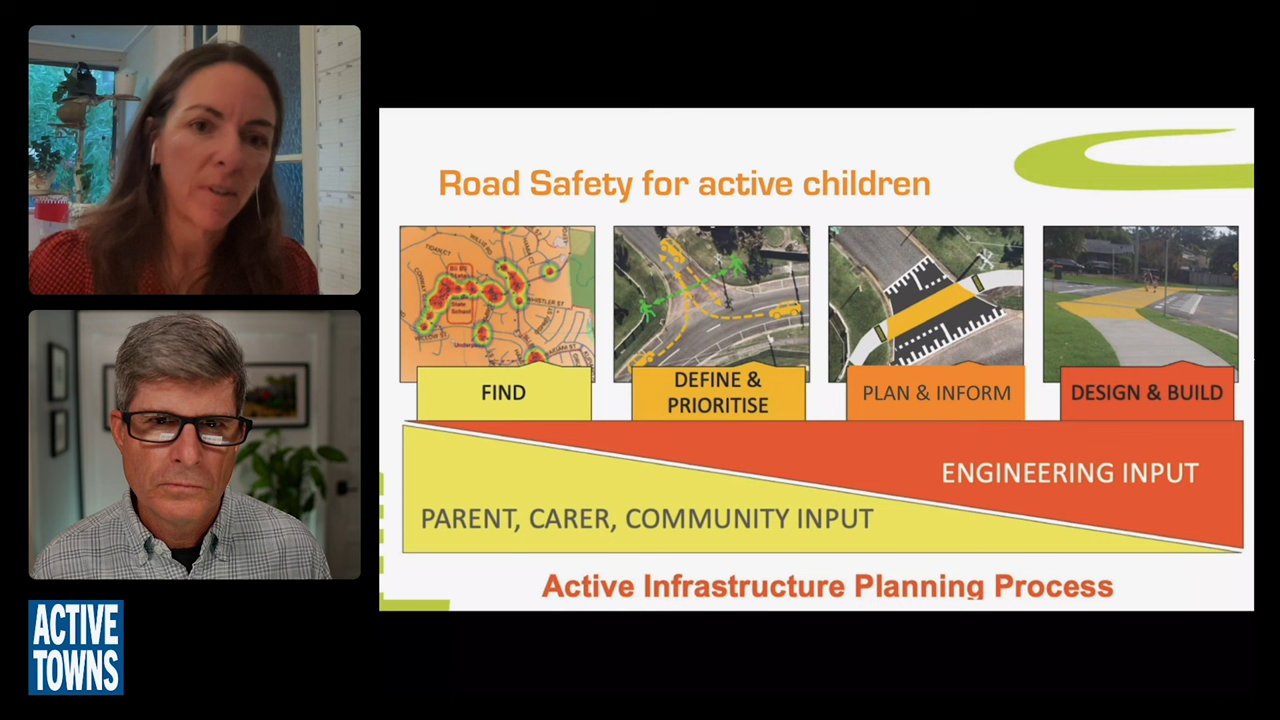 Road Safety for active children
FIND
DEFINE &
PRIORITISE
PLAN & INFORM
DESIGN & BUILD
ENGINEERING INPUT
PARENT, CARER, COMMUNITY INPUT
Active Infrastructure Planning Process
ACTIVE
TOWNS